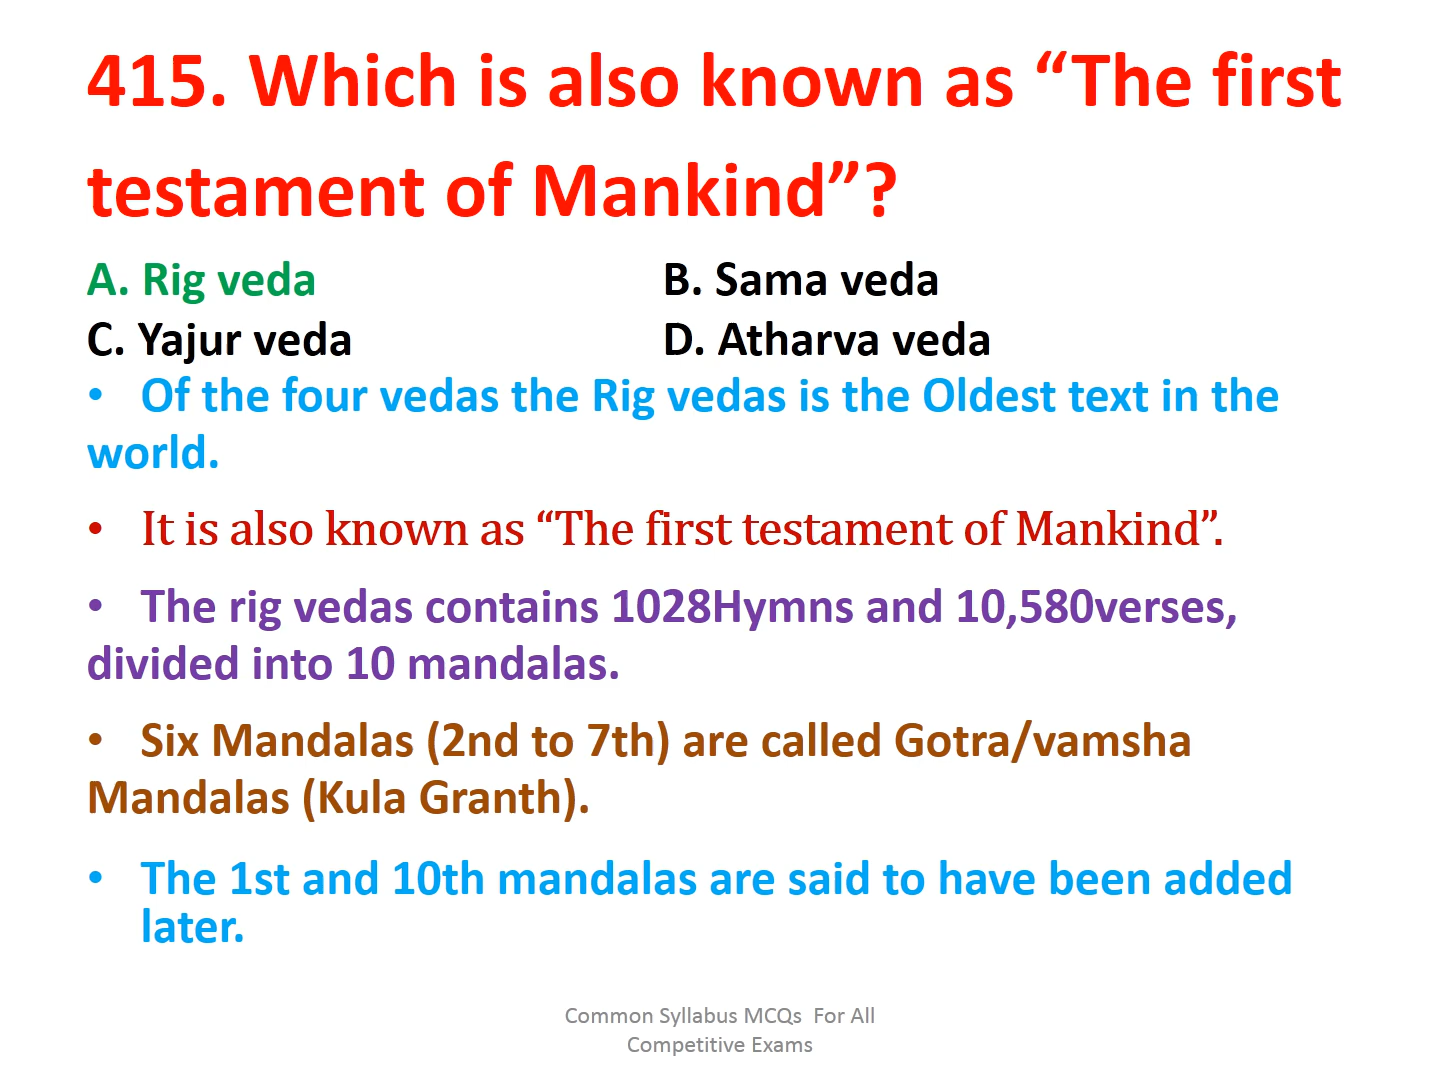 415. Which is also known as “The first
testament of Mankind”?
A. Rig veda B. Sama veda
C. Yajur veda D. Atharva veda
• Of the four vedas the Rig vedas is the Oldest text in the
world.
• It is also known as “The first testament of Mankind”.
• The rig vedas contains 1028Hymns and 10,580verses,
divided into 10 mandalas.
• Six Mandalas (2nd to 7th) are called Gotra/vamsha
Mandalas (Kula Granth).
• The 1st and 10th mandalas are said to have been added
later.
Common Syllabus MCQs For All
Competitive Exams